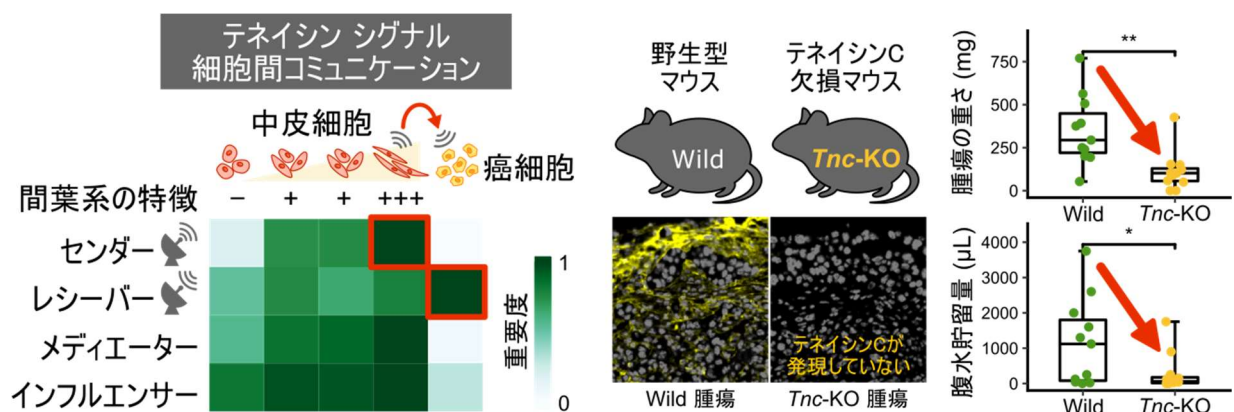 テネイシン シグナル
細胞間コミュニケーション
中皮細胞
癌細胞
間葉系の特徴
− + + +++
センダー
レシーバー
メディエーター
インフルエンサー
1
重要度
0
野生型
マウス
テネイシンC
欠損マウス
Wild
Tnc-KO
テネイシンCが
発現していない
Wild 腫瘍
Tnc-KO 腫瘍
腫瘍の重さ (mg)
**
750
500
250
0
Wild
Tnc-KO
腹水貯留量 (μL)
*
4000
3000
2000
1000
0
Wild
Tnc-KO